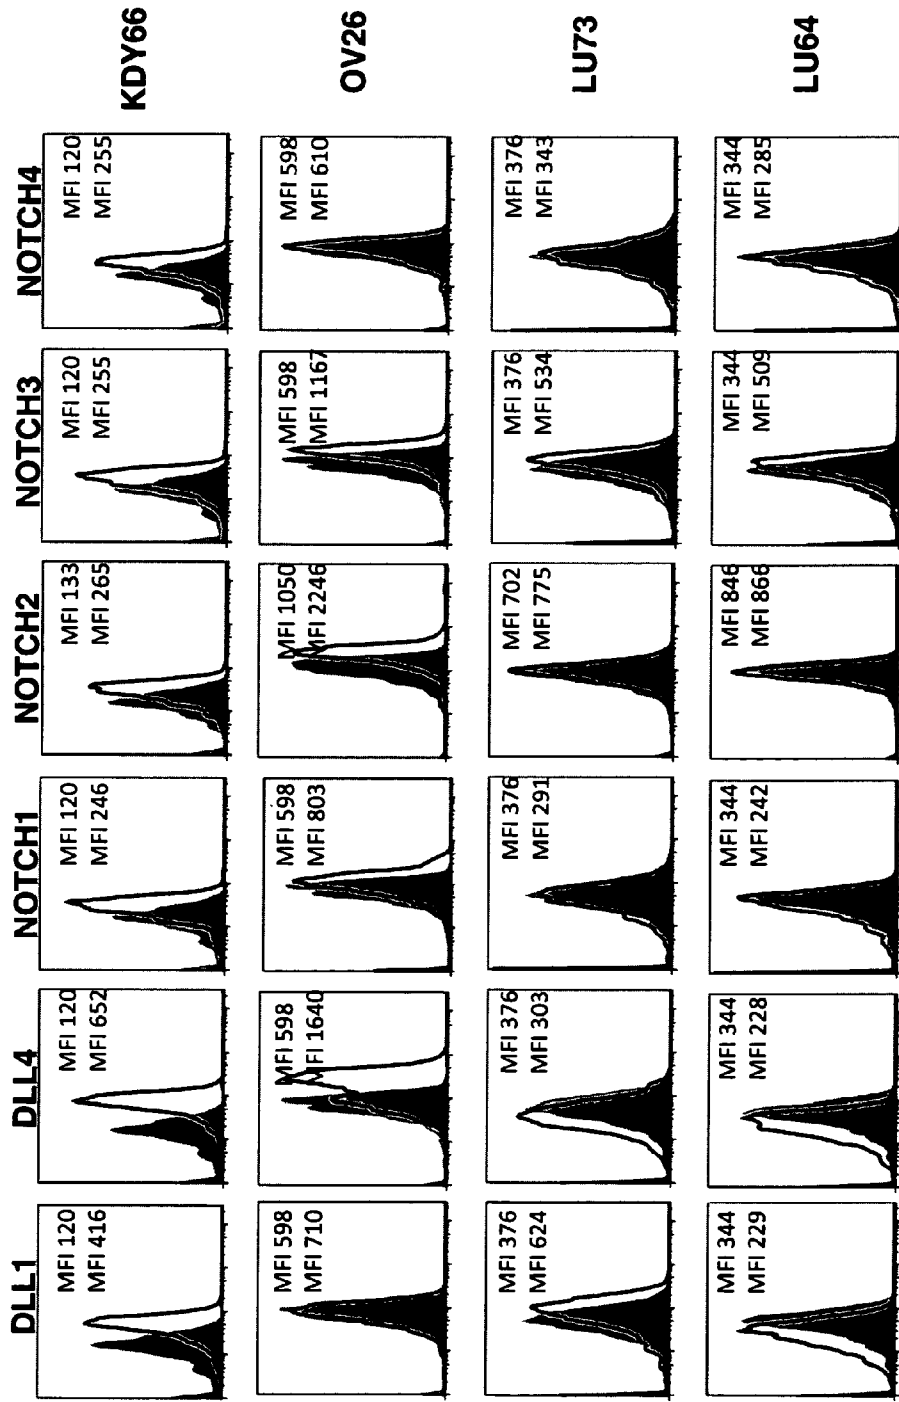 DLL1 DLL4 NOTCH1 NOTCH2 NOTCH3 NOTCH4
MFI 120 MFI 120 MFI 120 MFI 133 MFI 120 MFI 120
MFI 416 MFI 652 MFI 246 MFI 265 MFI 255 MFI 255
KDY66
MFI 598 MFI 598 MFI 598 MFI 1050 MFI 598 MFI 598
MFI 710 MFI 1640 MFI 803 MFI 2246 MFI 1167 MFI 610
OV26
MFI 376 MFI 376 MFI 376 MFI 702 MFI 376 MFI 376
MFI 624 MFI 303 MFI 291 MFI 775 MFI 534 MFI 343
LU73
MFI 344 MFI 344 MFI 344 MFI 846 MFI 344 MFI 344
MFI 229 MFI 228 MFI 242 MFI 866 MFI 509 MFI 285
LU64